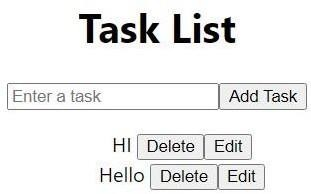 Task List
Enter a task Add Task
HI Delete Edit
Hello Delete Edit